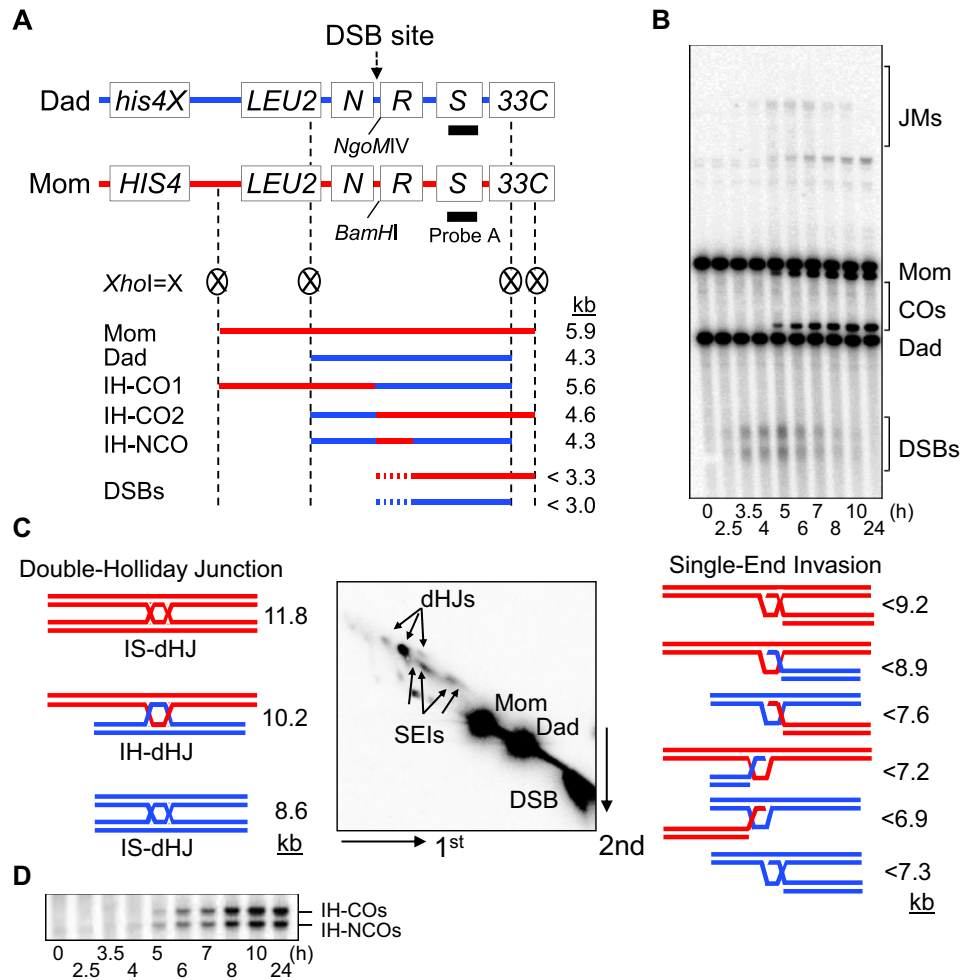 A
DSB site
Dad his4X LEU2 N R S 33C
NgoMIV
Mom HIS4 LEU2 N R S 33C
BamHI Probe A
XhoI=X X X X X
kb
Mom 5.9
Dad 4.3
IH-CO1 5.6
IH-CO2 4.6
IH-NCO 4.3
DSBs < 3.3
< 3.0
B
JMs
Mom
COs
Dad
DSBs
0 3.5 5 7 10 (h)
2.5 4 6 8 24
C
Double-Holliday Junction
11.8
IS-dHJ
10.2
IH-dHJ
8.6
IS-dHJ
kb
dHJs
Mom
SEIs
Dad
DSB
1st
2nd
Single-End Invasion
<9.2
<8.9
<7.6
<7.2
<6.9
<7.3
kb
D
IH-COs
IH-NCOs
0 3.5 5 7 10 (h)
2.5 4 6 8 24